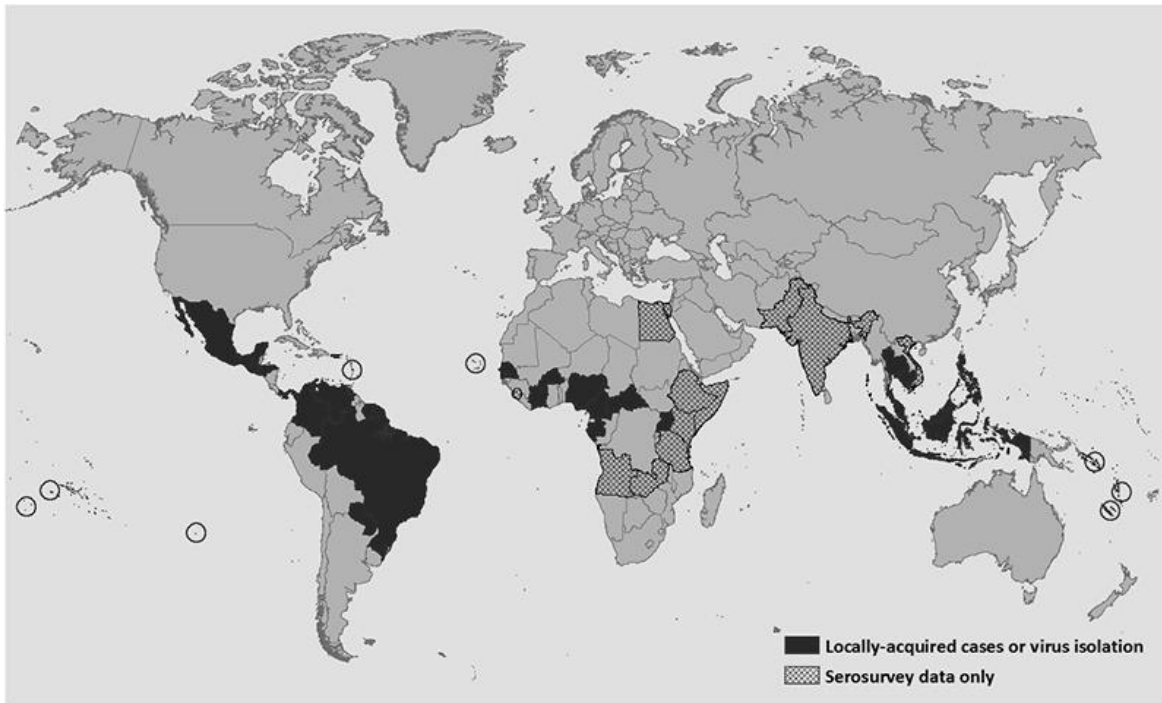 Locally-acquired cases or virus isolation
Serosurvey data only